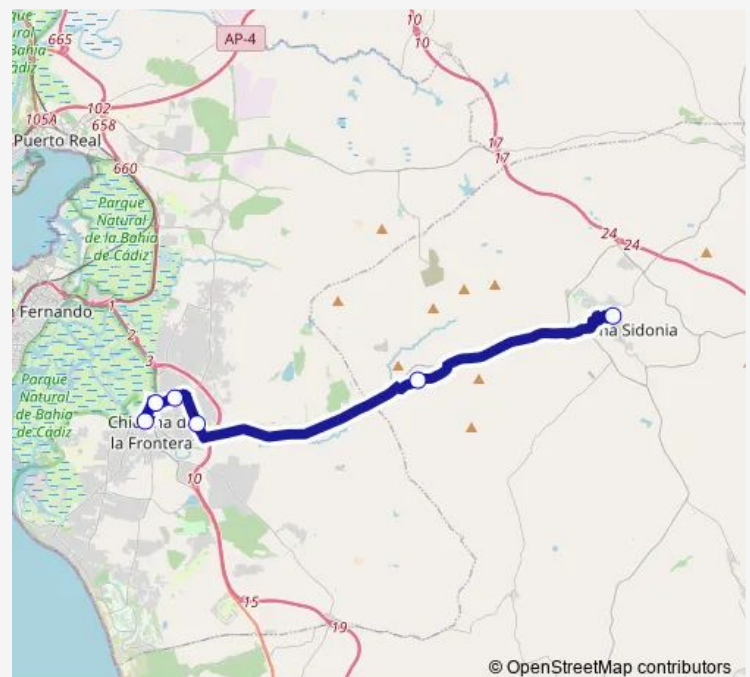 10
10
que
Bahía
Cádiz
665
AP-4
102
105A
658
Puerto Real
660
17
17
Parque
Natural
de la Bahía
de Cádiz
24
24
Fernando
1
2
na Sidonia
3
Parque
Natural
de Bahía
de Cádiz
Chiclana d
la Frontera
10
15
19
© OpenStreetMap contributors